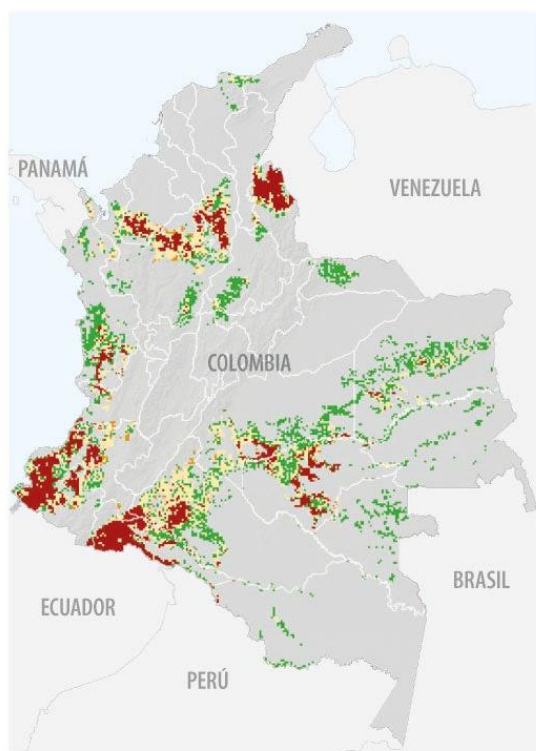 PANAMÁ
VENEZUELA
COLOMBIA
BRASIL
ECUADOR
PERÚ